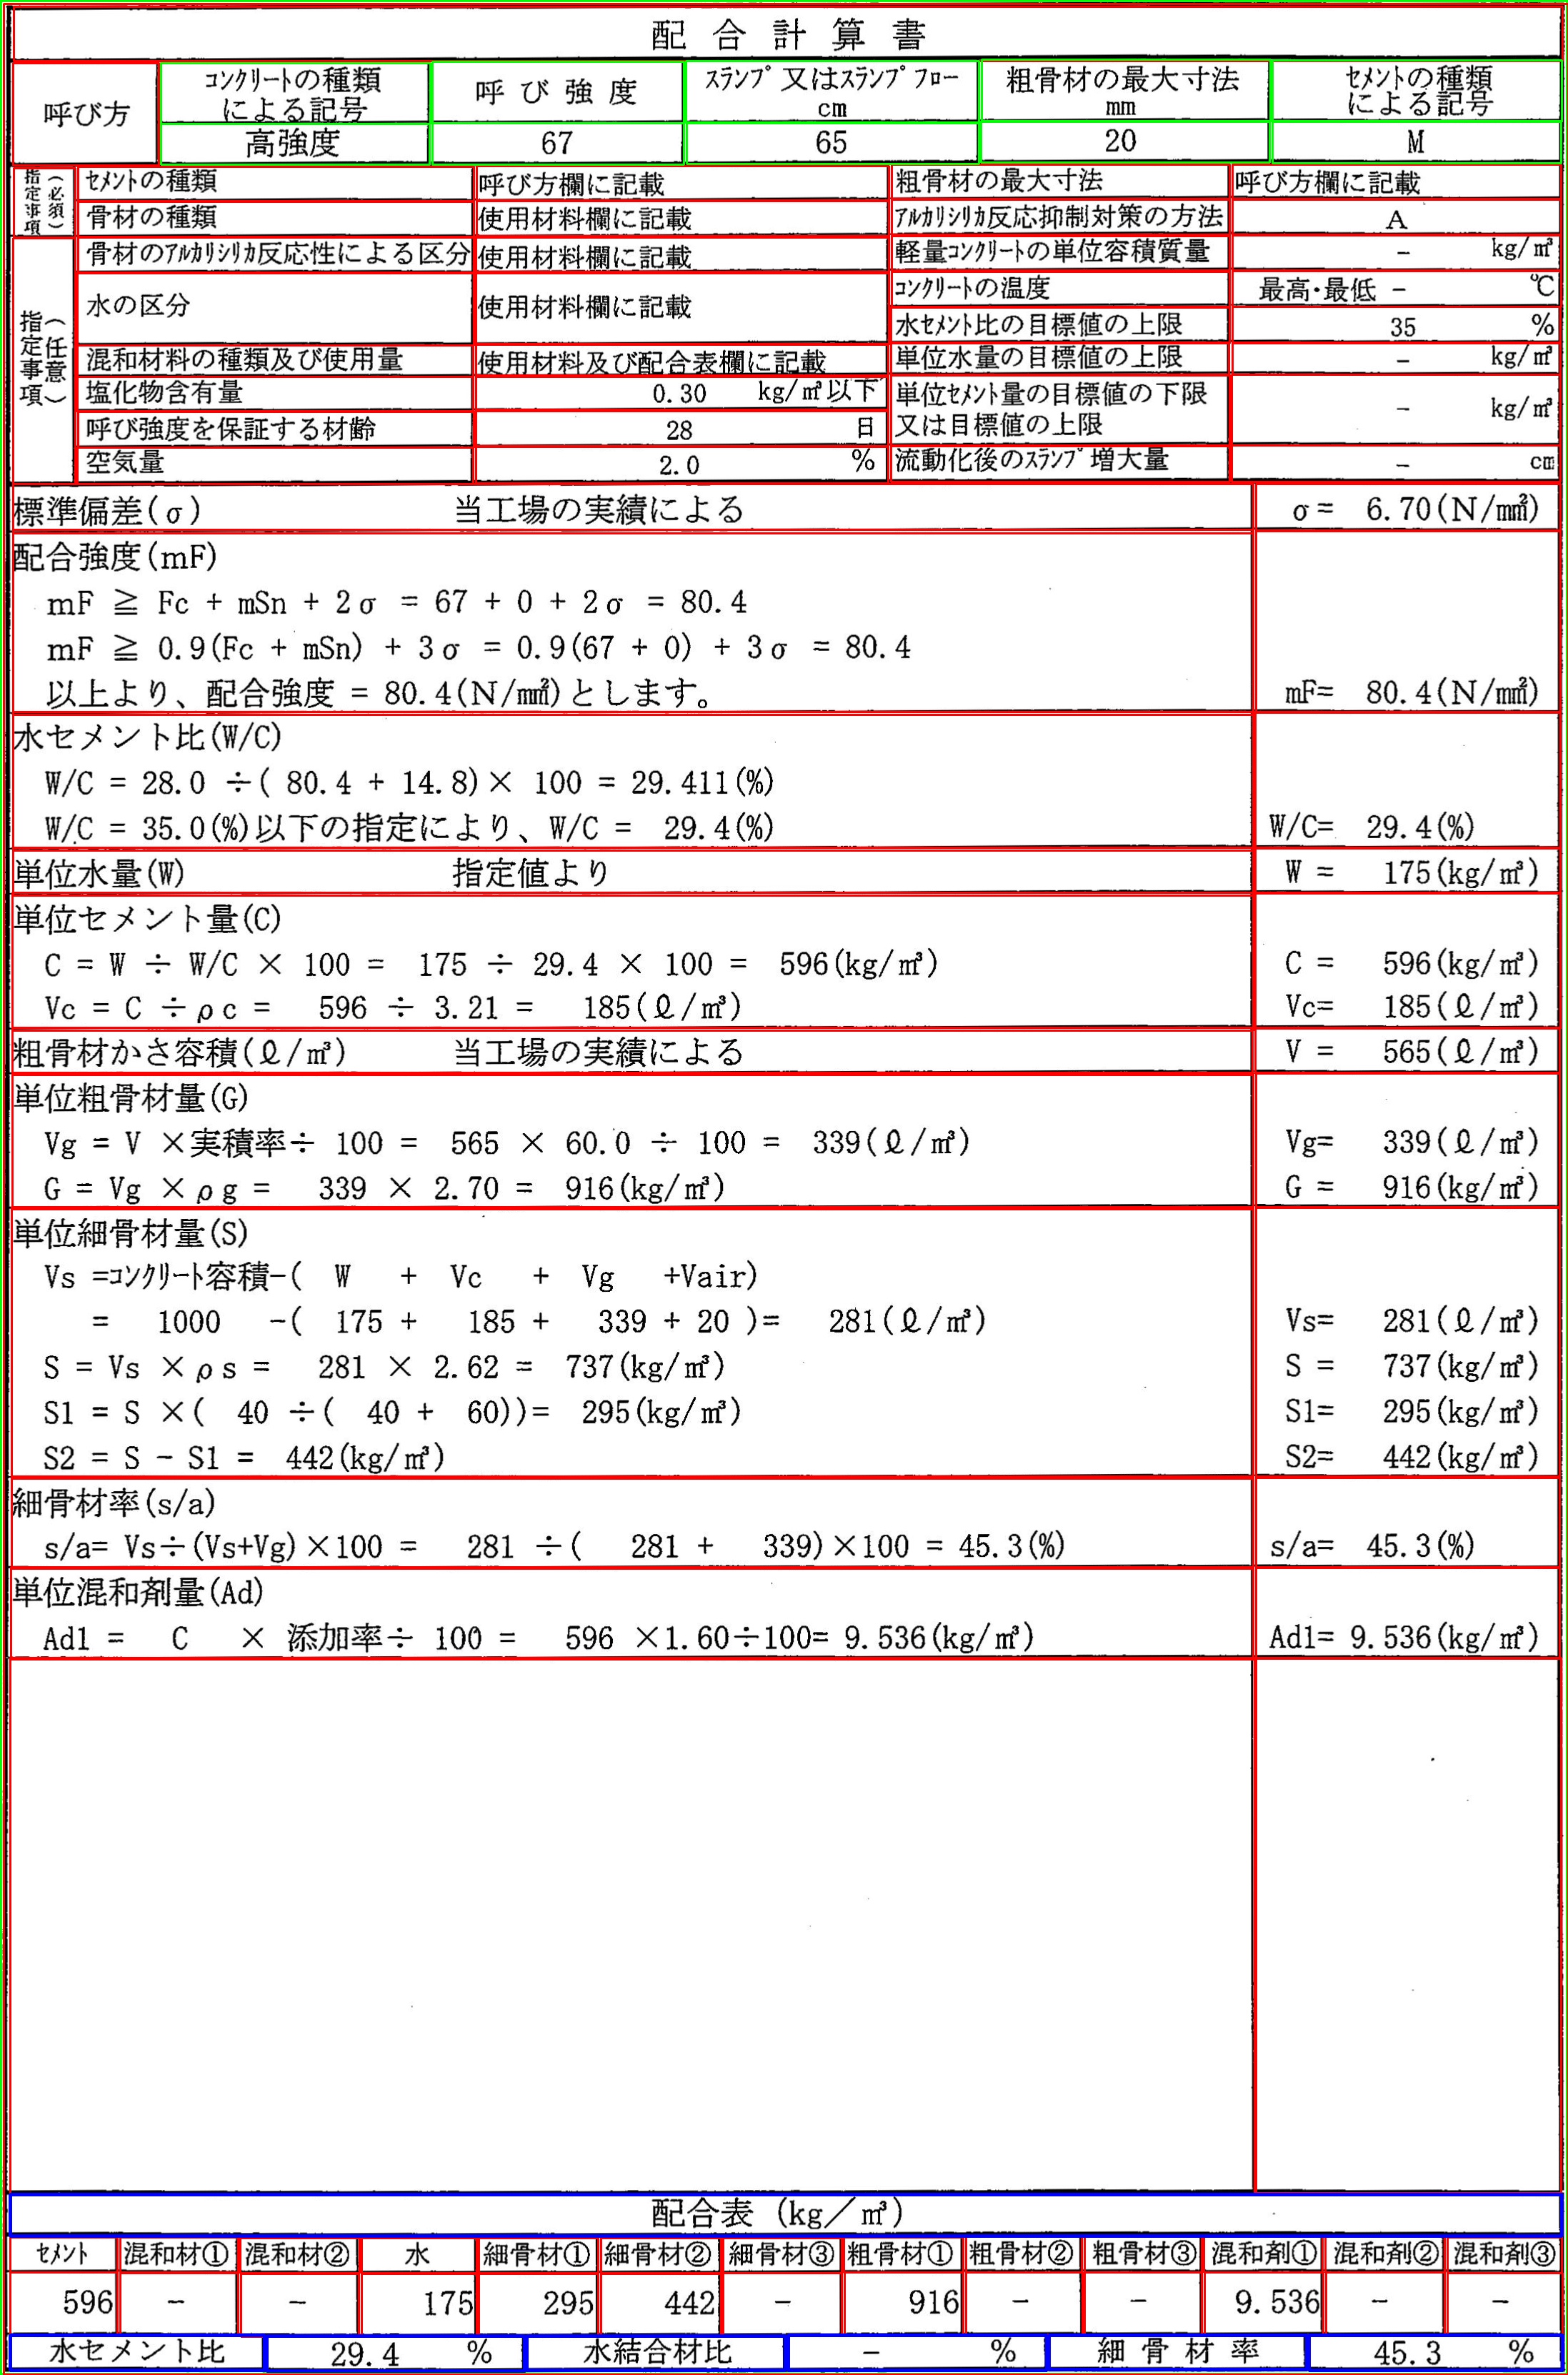 配合計算書
呼び方 コンクリートの種類による記号 呼び強度 スランプ又はスランプフロー cm 粗骨材の最大寸法 mm セメントの種類による記号
高強度 67 65 20 M
指定事項(必須) セメントの種類 呼び方欄に記載 粗骨材の最大寸法 呼び方欄に記載
骨材の種類 使用材料欄に記載 アルカリシリカ反応抑制対策の方法 A
指定事項(任意) 骨材のアルカリシリカ反応性による区分 使用材料欄に記載 軽量コンクリートの単位容積質量 - kg/㎥
水の区分 使用材料欄に記載 コンクリートの温度 最高・最低 - ℃
水セメント比の目標値の上限 35 %
混和材料の種類及び使用量 使用材料及び配合表欄に記載 単位水量の目標値の上限 - kg/㎥
塩化物含有量 0.30 kg/㎥以下 単位セメント量の目標値の下限又は目標値の上限 - kg/㎥
呼び強度を保証する材齢 28 日
空気量 2.0 % 流動化後のスランプ増大量 - cm
標準偏差(σ) 当工場の実績による σ= 6.70(N/m㎡)
配合強度(mF)
mF ≧ Fc + mSn + 2σ = 67 + 0 + 2σ = 80.4
mF ≧ 0.9(Fc + mSn) + 3σ = 0.9(67 + 0) + 3σ = 80.4
以上より、配合強度 = 80.4(N/m㎡)とします。 mF= 80.4(N/m㎡)
水セメント比(W/C)
W/C = 28.0 ÷( 80.4 + 14.8)× 100 = 29.411(%)
W/C = 35.0(%)以下の指定により、W/C = 29.4(%) W/C= 29.4(%)
単位水量(W) 指定値より W = 175(kg/㎥)
単位セメント量(C)
C = W ÷ W/C × 100 = 175 ÷ 29.4 × 100 = 596(kg/㎥) C = 596(kg/㎥)
Vc = C ÷ρc = 596 ÷ 3.21 = 185(ℓ/㎥) Vc= 185(ℓ/㎥)
粗骨材かさ容積(ℓ/㎥) 当工場の実績による V = 565(ℓ/㎥)
単位粗骨材量(G)
Vg = V ×実積率÷ 100 = 565 × 60.0 ÷ 100 = 339(ℓ/㎥) Vg= 339(ℓ/㎥)
G = Vg ×ρg = 339 × 2.70 = 916(kg/㎥) G = 916(kg/㎥)
単位細骨材量(S)
Vs =コンクリート容積-( W + Vc + Vg +Vair)
= 1000 -( 175 + 185 + 339 + 20 )= 281(ℓ/㎥) Vs= 281(ℓ/㎥)
S = Vs ×ρs = 281 × 2.62 = 737(kg/㎥) S = 737(kg/㎥)
S1 = S ×( 40 ÷( 40 + 60))= 295(kg/㎥) S1= 295(kg/㎥)
S2 = S - S1 = 442(kg/㎥) S2= 442(kg/㎥)
細骨材率(s/a)
s/a= Vs÷(Vs+Vg)×100 = 281 ÷( 281 + 339)×100 = 45.3(%) s/a= 45.3(%)
単位混和剤量(Ad)
Ad1 = C × 添加率÷ 100 = 596 ×1.60÷100= 9.536(kg/㎥) Ad1= 9.536(kg/㎥)
配合表 (kg/㎥)
セメント 混和材① 混和材② 水 細骨材① 細骨材② 細骨材③ 粗骨材① 粗骨材② 粗骨材③ 混和剤① 混和剤② 混和剤③
596 - - 175 295 442 - 916 - - 9.536 - -
水セメント比 29.4 % 水結合材比 - % 細骨材率 45.3 %